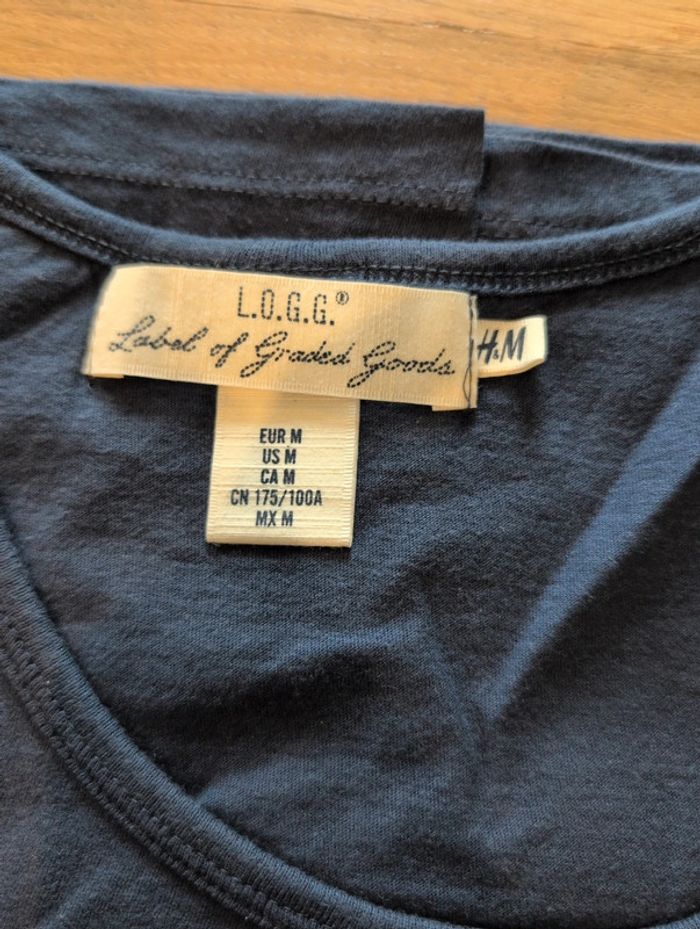 L.O.G.G.®
Label of Graded Goods
H&M
EUR M
US M
CA M
CN 175/100A
MX M